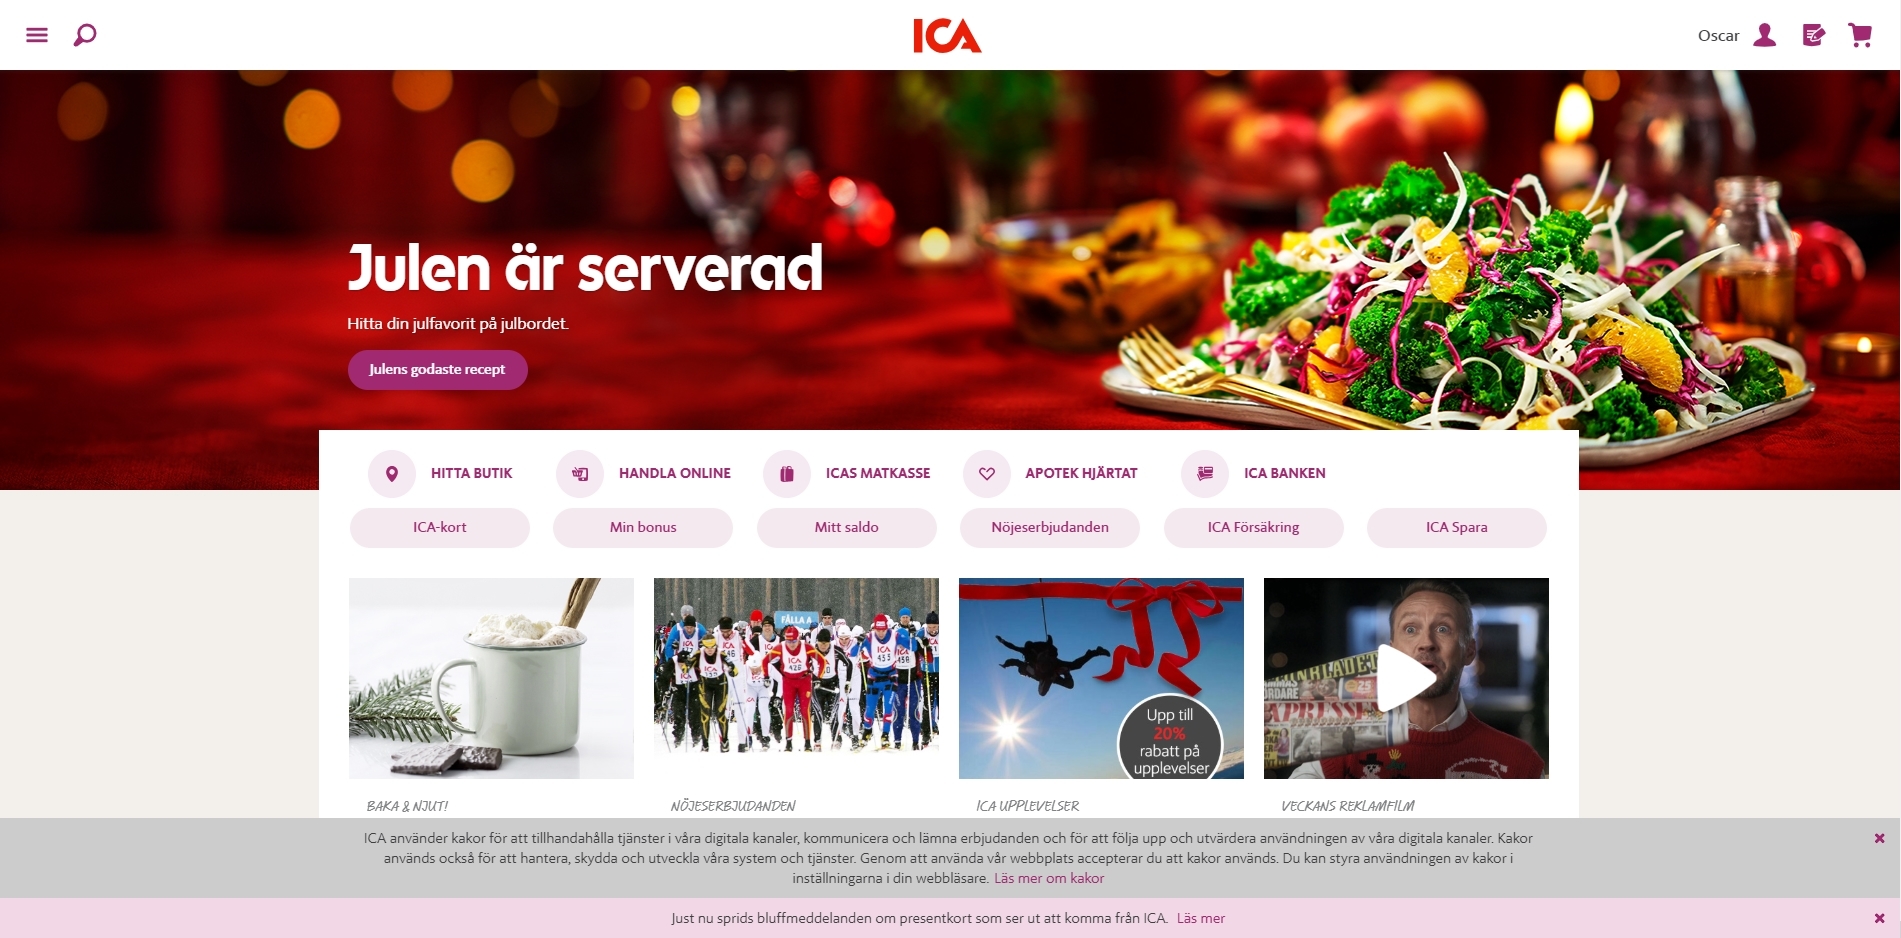 ICA
Oscar
Julen är serverad
Hitta din julfavorit på julbordet.
Julens godaste recept
HITTA BUTIK
HANDLA ONLINE
ICAS MATKASSE
APOTEK HJÄRTAT
ICA BANKEN
ICA-kort
Min bonus
Mitt saldo
Nöjeserbjudanden
ICA Försäkring
ICA Spara
FÅLLA A
ICA
426
ICA
433
ICA
Upp till
20%
rabatt på
upplevelser
BAKA & NJUT!
NÖJESERBJUDANDEN
ICA UPPLEVELSER
VECKANS REKLAMFILM
ICA använder kakor för att tillhandahålla tjänster i våra digitala kanaler, kommunicera och lämna erbjudanden och för att följa upp och utvärdera användningen av våra digitala kanaler. Kakor
används också för att hantera, skydda och utveckla våra system och tjänster. Genom att använda vår webbplats accepterar du att kakor används. Du kan styra användningen av kakor i
inställningarna i din webbläsare. Läs mer om kakor
Just nu sprids bluffmeddelanden om presentkort som ser ut att komma från ICA. Läs mer